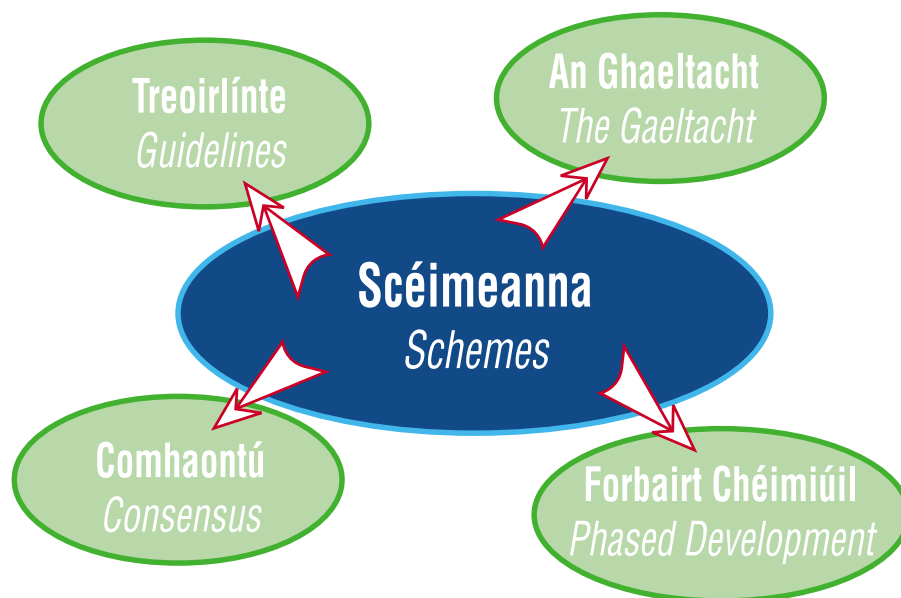 Treoirlínte
Guidelines
An Ghaeltacht
The Gaeltacht
Scéimeanna
Schemes
Comhaontú
Consensus
Forbairt Chéimiúil
Phased Development